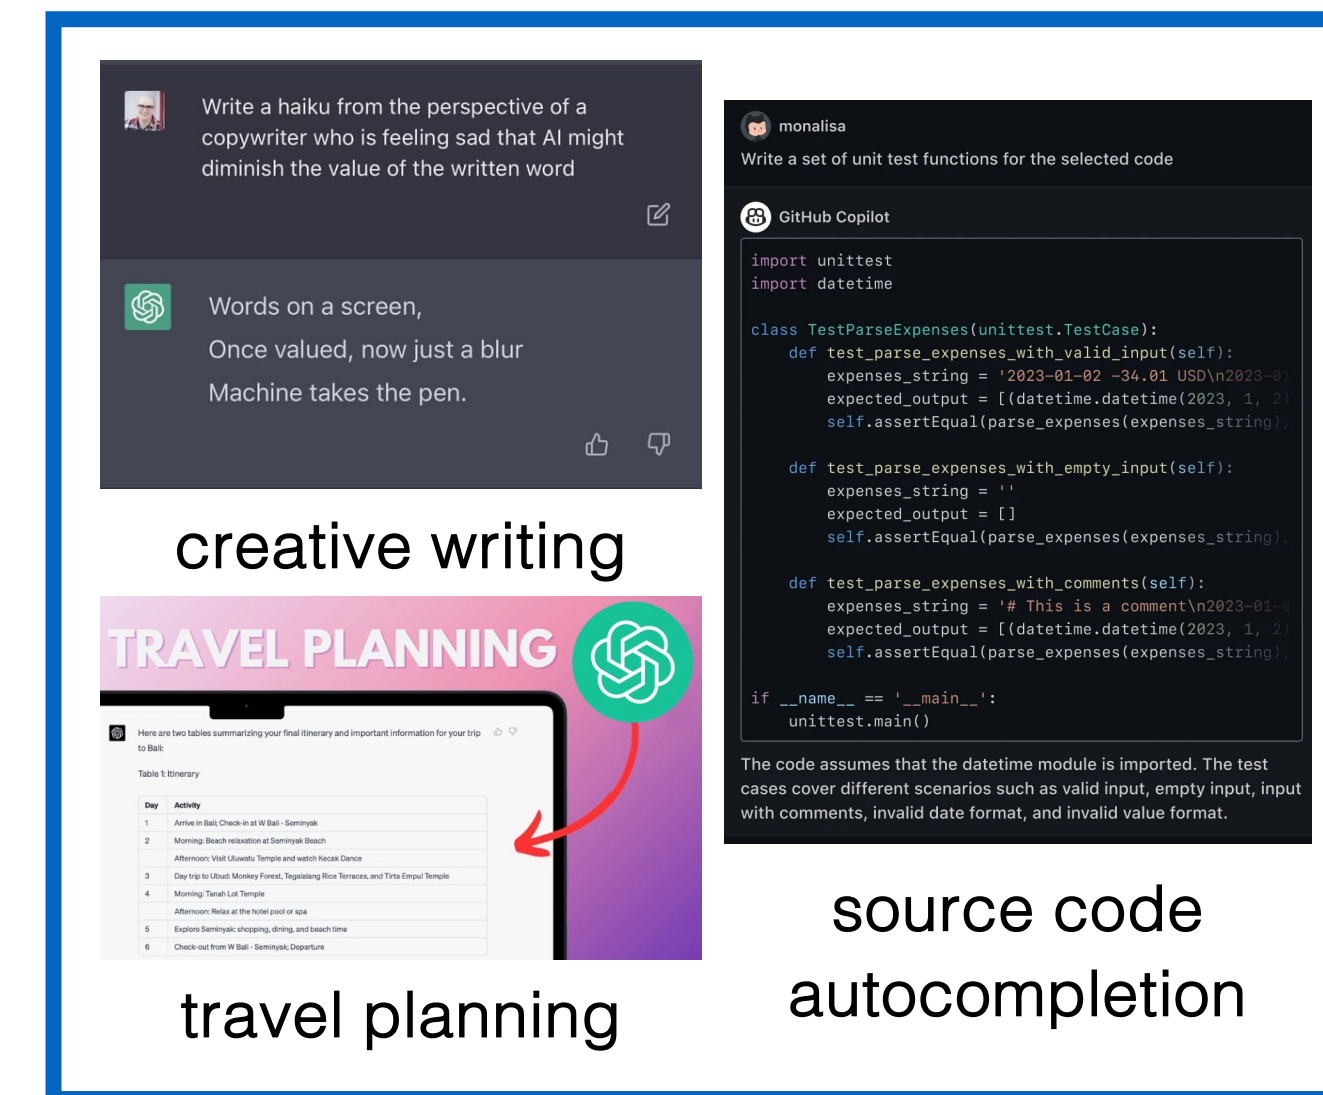 Write a haiku from the perspective of a
copywriter who is feeling sad that AI might
diminish the value of the written word
Words on a screen,
Once valued, now just a blur
Machine takes the pen.
creative writing
TRAVEL PLANNING
Here are two tables summarizing your final itinerary and important information for your trip
to Bali:
Table 1: Itinerary
Day Activity
1 Arrive in Bali; Check-in at W Bali - Seminyak
2 Morning: Beach relaxation at Seminyak Beach
Afternoon: Visit Uluwatu Temple and watch Kecak Dance
3 Day trip to Ubud: Monkey Forest, Tegalalang Rice Terraces, and Tirta Empul Temple
4 Morning: Tanah Lot Temple
Afternoon: Relax at the hotel pool or spa
5 Explore Seminyak: shopping, dining, and beach time
6 Check-out from W Bali - Seminyak; Departure
travel planning
monalisa
Write a set of unit test functions for the selected code
GitHub Copilot
import unittest
import datetime
class TestParseExpenses(unittest.TestCase):
def test_parse_expenses_with_valid_input(self):
expenses_string = '2023-01-02 -34.01 USD\n2023-01
expected_output = [(datetime.datetime(2023, 1, 2)
self.assertEqual(parse_expenses(expenses_string),
def test_parse_expenses_with_empty_input(self):
expenses_string = ''
expected_output = []
self.assertEqual(parse_expenses(expenses_string),
def test_parse_expenses_with_comments(self):
expenses_string = '# This is a comment\n2023-01-0
expected_output = [(datetime.datetime(2023, 1, 2)
self.assertEqual(parse_expenses(expenses_string),
if __name__ == '__main__':
unittest.main()
The code assumes that the datetime module is imported. The test
cases cover different scenarios such as valid input, empty input, input
with comments, invalid date format, and invalid value format.
source code
autocompletion